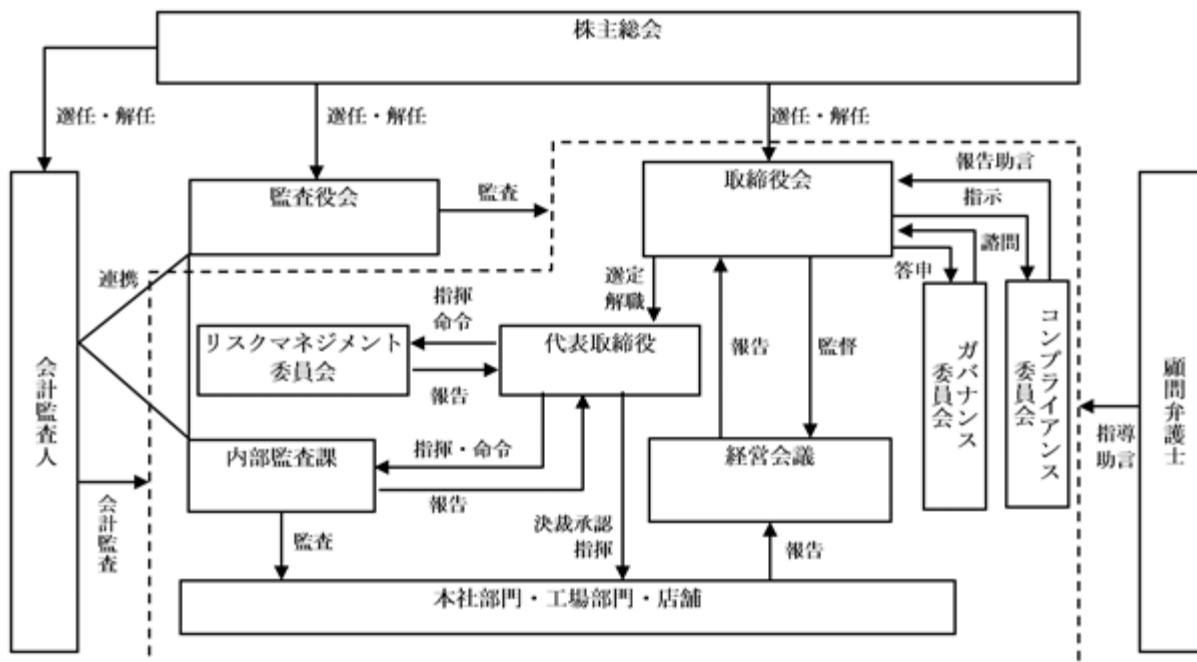 株主総会
選任・解任
選任・解任
選任・解任
監査役会
監査
取締役会
報告助言
指示
諮問
答申
連携
選定
解職
指揮
命令
リスクマネジメント
委員会
報告
代表取締役
報告
監督
ガバナンス
委員会
コンプライアンス
委員会
会計監査人
顧問弁護士
指導
助言
内部監査課
指揮・命令
報告
経営会議
会計監査
監査
決裁承認
指揮
報告
本社部門・工場部門・店舗